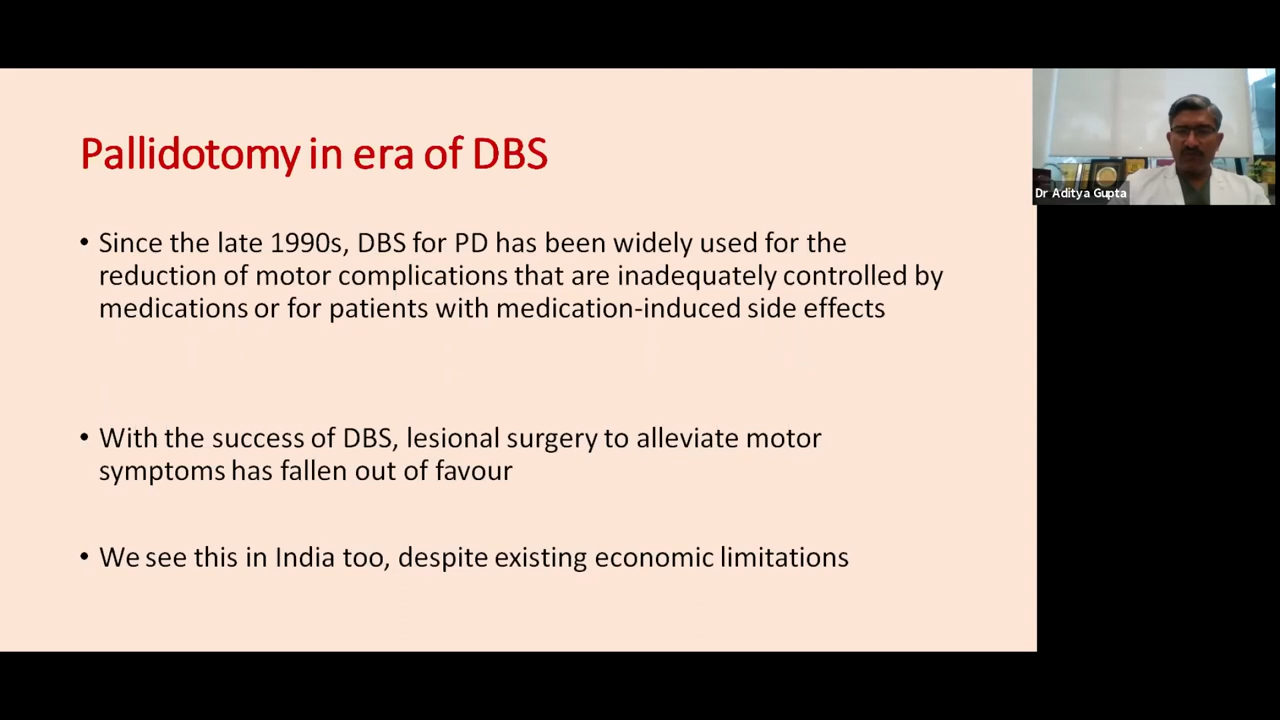 Pallidotomy in era of DBS
• Since the late 1990s, DBS for PD has been widely used for the
reduction of motor complications that are inadequately controlled by
medications or for patients with medication-induced side effects
• With the success of DBS, lesional surgery to alleviate motor
symptoms has fallen out of favour
• We see this in India too, despite existing economic limitations
Dr Aditya Gupta